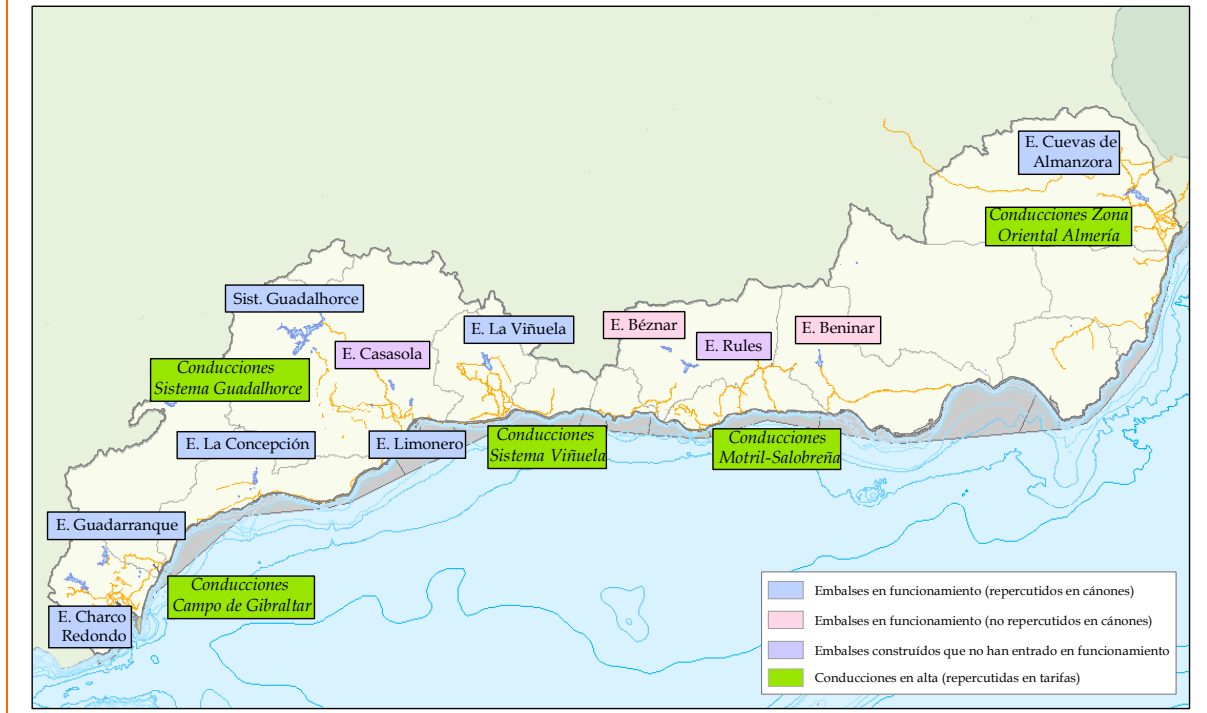 E. Cuevas de
Almanzora
Conducciones Zona
Oriental Almería
Sist. Guadalhorce
E. La Viñuela
E. Béznar
E. Beninar
E. Casasola
E. Rules
Conducciones
Sistema Guadalhorce
E. La Concepción
E. Limonero
Conducciones
Sistema Viñuela
Conducciones
Motril-Salobreña
E. Guadarranque
Conducciones
Campo de Gibraltar
E. Charco
Redondo
Embalses en funcionamiento (repercutidos en cánones)
Embalses en funcionamiento (no repercutidos en cánones)
Embalses construídos que no han entrado en funcionamiento
Conducciones en alta (repercutidas en tarifas)